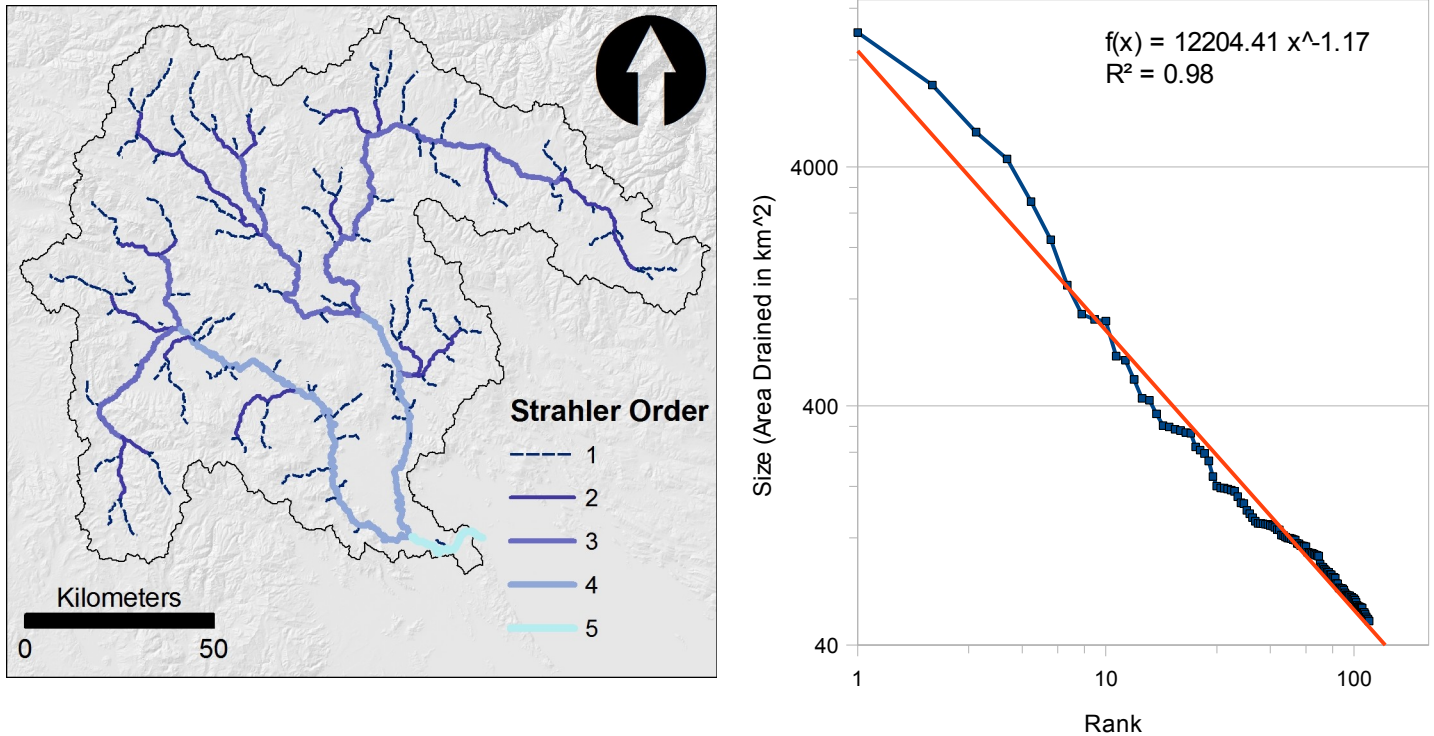 Strahler Order
1
2
3
4
5
Kilometers
0 50
f(x) = 12204.41 x^-1.17
R² = 0.98
Size (Area Drained in km^2)
4000
400
40
1 10 100
Rank